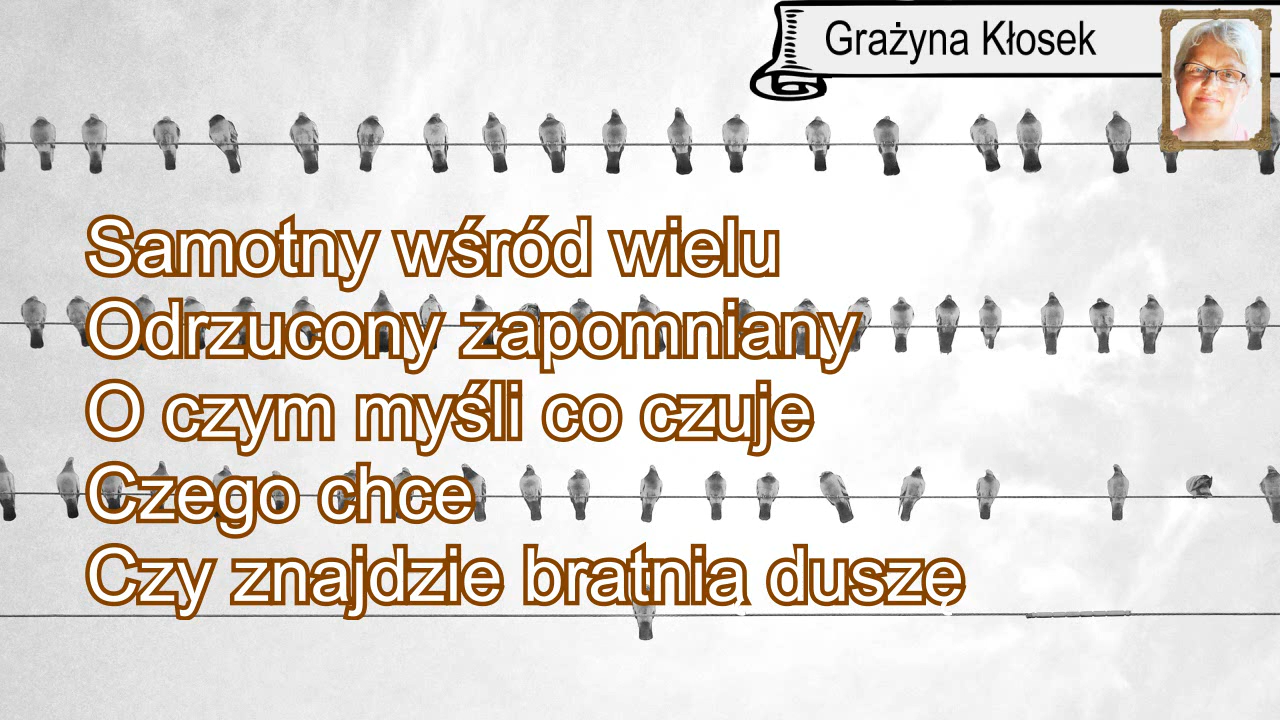 Grażyna Kłosek
Samotny wśród wielu
Odrzucony zapomniany
O czym myśli co czuje
Czego chce
Czy znajdzie bratnią duszę